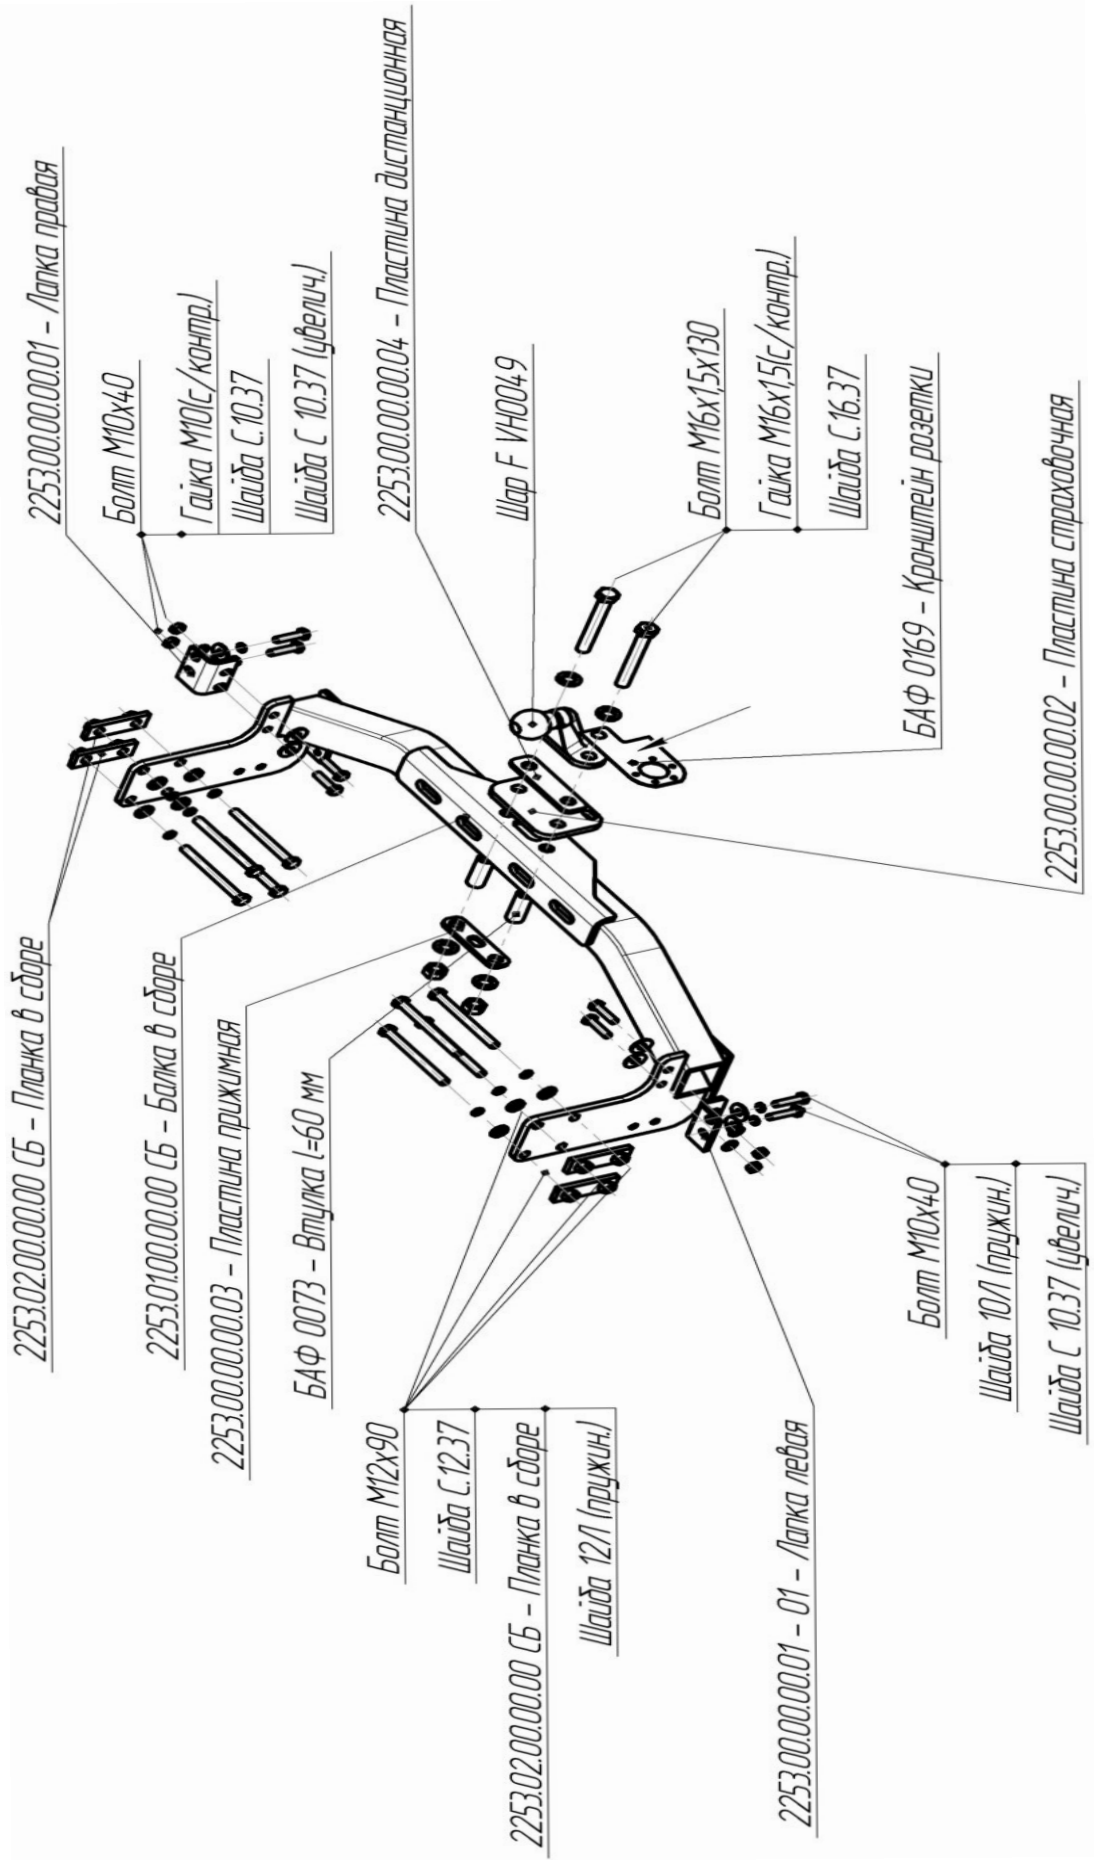 2253.02.00.00.00 СБ - Планка в сборе
2253.01.00.00.00 СБ - Балка в сборе
2253.00.00.00.03 - Пластина прижимная
БАФ 0073 - Втулка l=60 мм
Болт М12х90
Шайба С.12.37
2253.02.00.00.00 СБ - Планка в сборе
Шайба 12Л (пружин.)
2253.00.00.00.01 - 01 - Лапка левая
Болт М10х40
Шайба 10Л (пружин.)
Шайба С 10.37 (увелич.)
2253.00.00.00.01 - Лапка правая
Болт М10х40
Гайка М10(с/контр.)
Шайба С.10.37
Шайба С 10.37 (увелич.)
2253.00.00.00.04 - Пластина дистанционная
Шар F VH0049
Болт М16х1,5х130
Гайка М16х1,5(с/контр.)
Шайба С.16.37
БАФ 0169 - Кронштейн розетки
2253.00.00.00.02 - Пластина страховочная